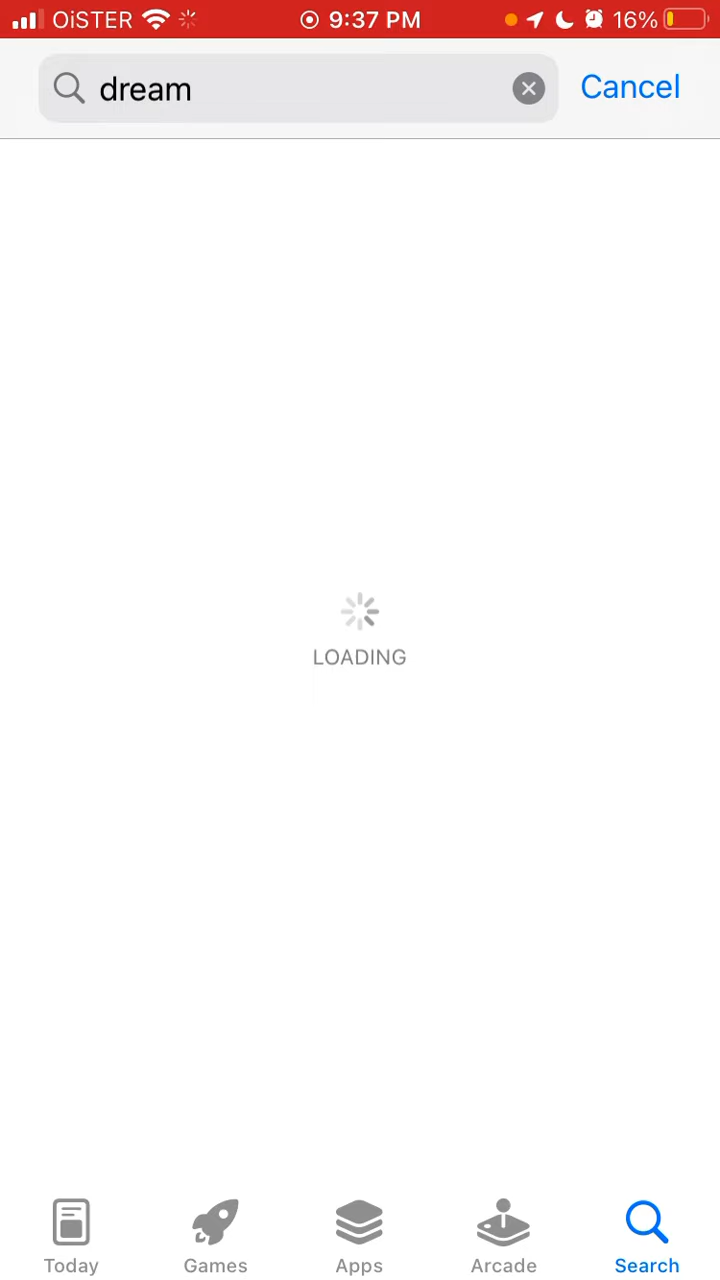 OiSTER 9:37 PM 16%
dream Cancel
LOADING
Today Games Apps Arcade Search